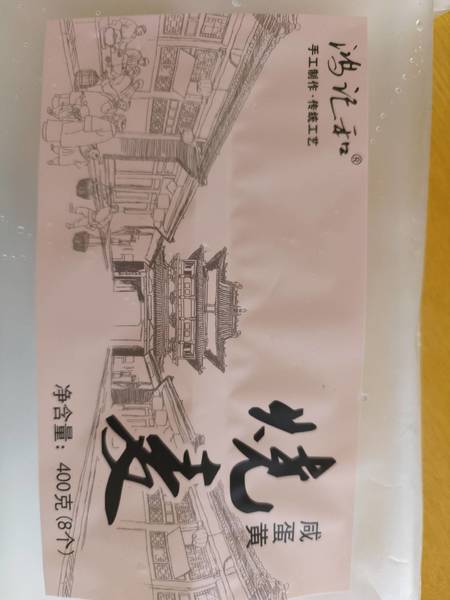 鸿记和®
手工制作·传统工艺
烧麦
咸蛋黄
净含量：400克(8个)